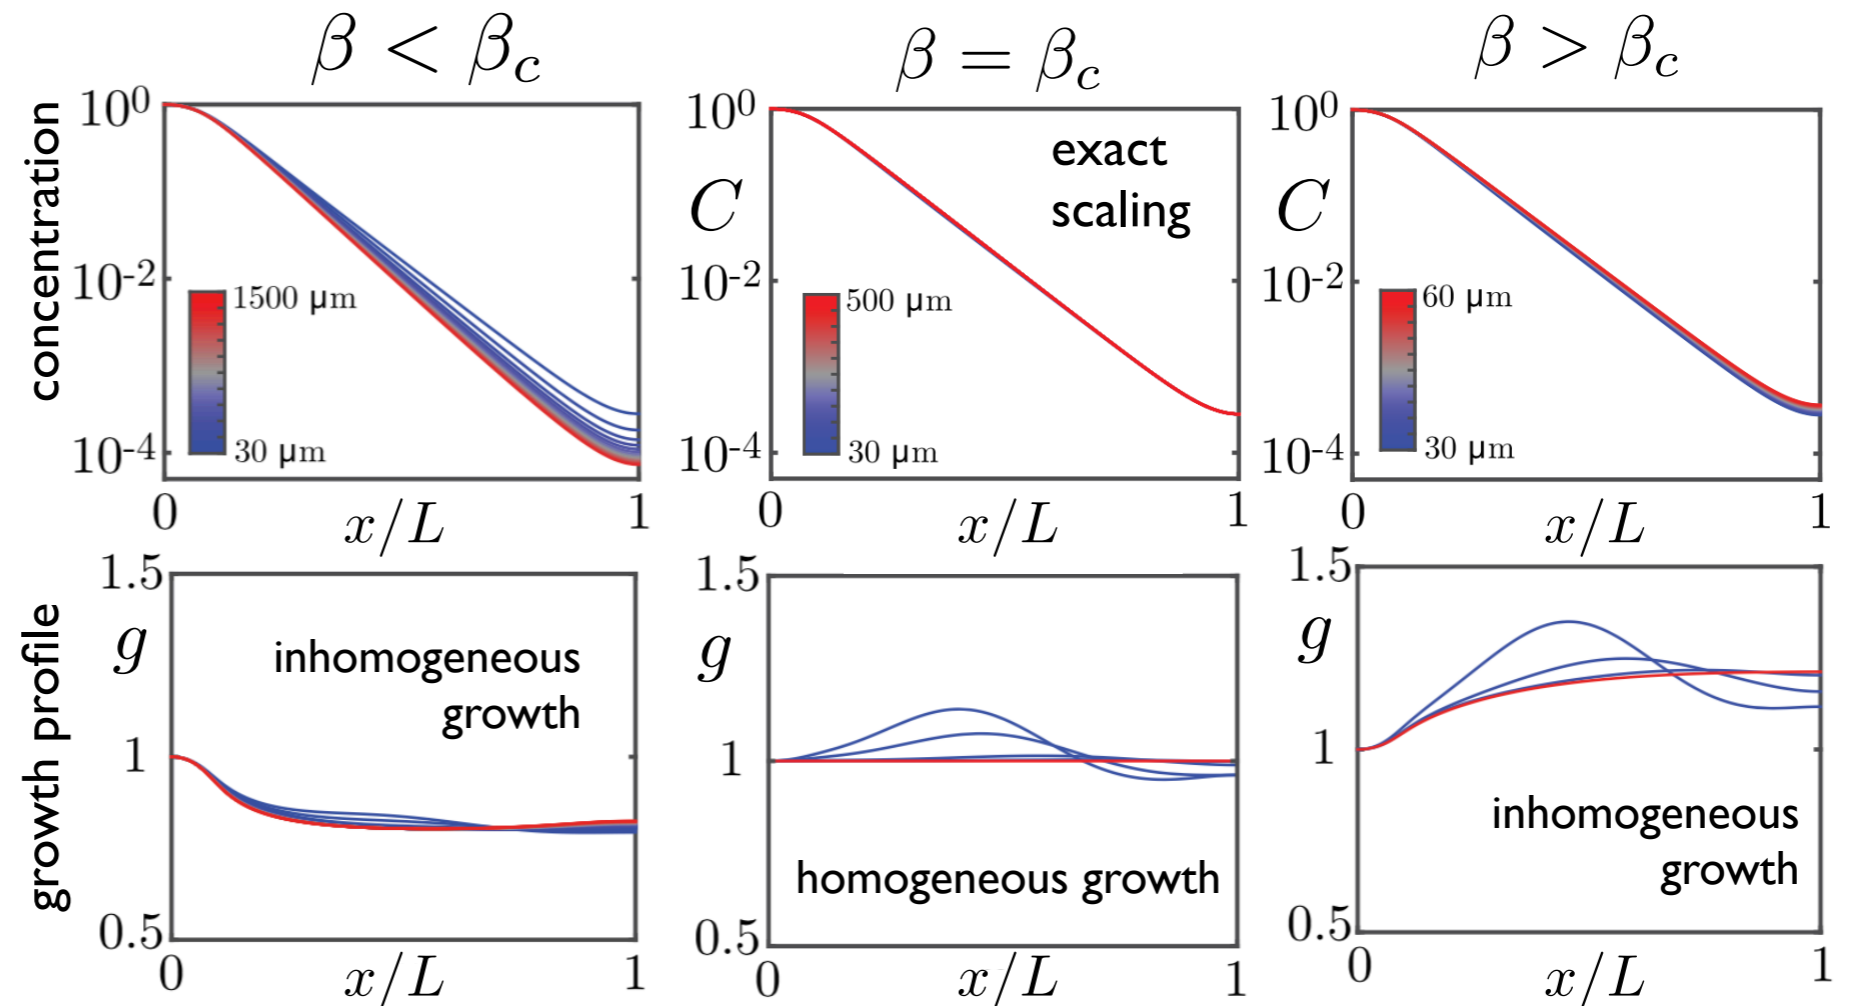 β < β_c
β = β_c
β > β_c
concentration
10^0
10^-2
10^-4
1500 μm
30 μm
0
x/L
1
10^0
C
10^-2
10^-4
exact
scaling
500 μm
30 μm
0
x/L
1
10^0
C
10^-2
10^-4
60 μm
30 μm
0
x/L
1
growth profile
1.5
g
1
0.5
inhomogeneous
growth
0
x/L
1
1.5
g
1
0.5
homogeneous growth
0
x/L
1
1.5
g
1
0.5
inhomogeneous
growth
0
x/L
1